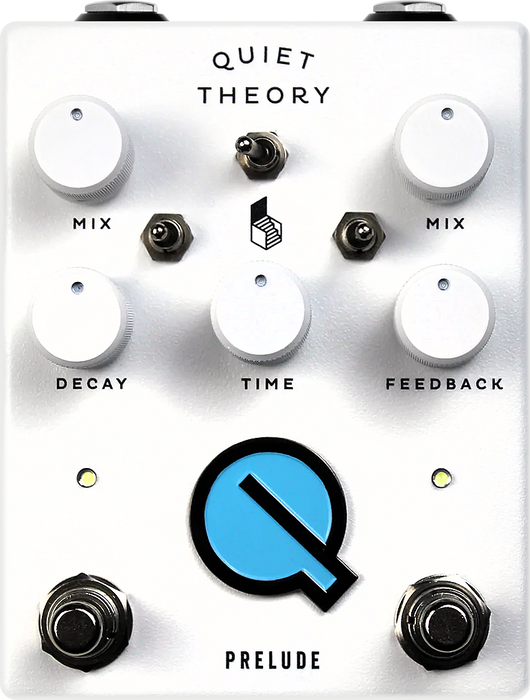 QUIET
THEORY
MIX
MIX
DECAY
TIME
FEEDBACK
Q
PRELUDE